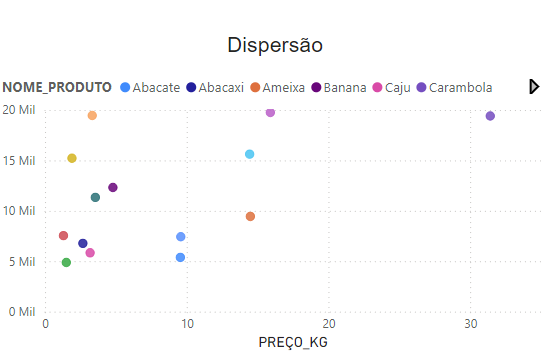 Dispersão
NOME_PRODUTO Abacate Abacaxi Ameixa Banana Caju Carambola
20 Mil
15 Mil
10 Mil
5 Mil
0 Mil
0 10 20 30
PREÇO_KG